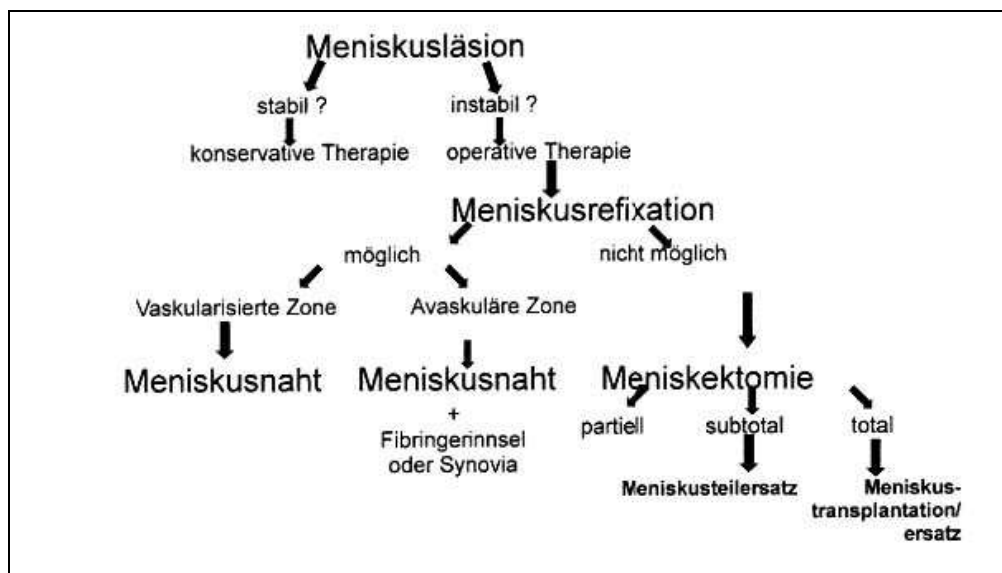 Meniskusläsion
stabil ?
instabil ?
konservative Therapie
operative Therapie
Meniskusrefixation
möglich
nicht möglich
Vaskularisierte Zone
Avaskuläre Zone
Meniskusnaht
Meniskusnaht
+
Fibringerinnsel
oder Synovia
Meniskektomie
partiell
subtotal
total
Meniskusteilersatz
Meniskus-
transplantation/
ersatz